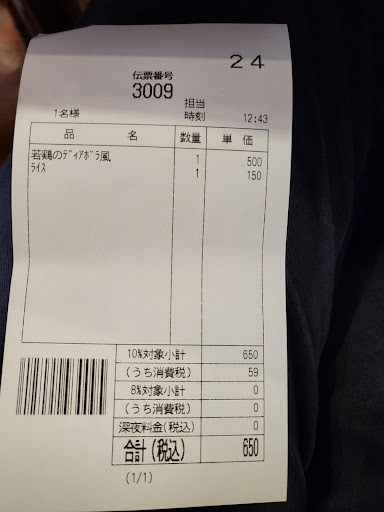 24
伝票番号
3009
担当
1名様 時刻 12:43
品 名 数量 単価
若鶏のﾃﾞｨｱﾎﾞﾗ風 1 500
ﾗｲｽ 1 150
10%対象小計 650
(うち消費税) 59
8%対象小計 0
(うち消費税) 0
深夜料金(税込) 0
合計(税込) 650
(1/1)